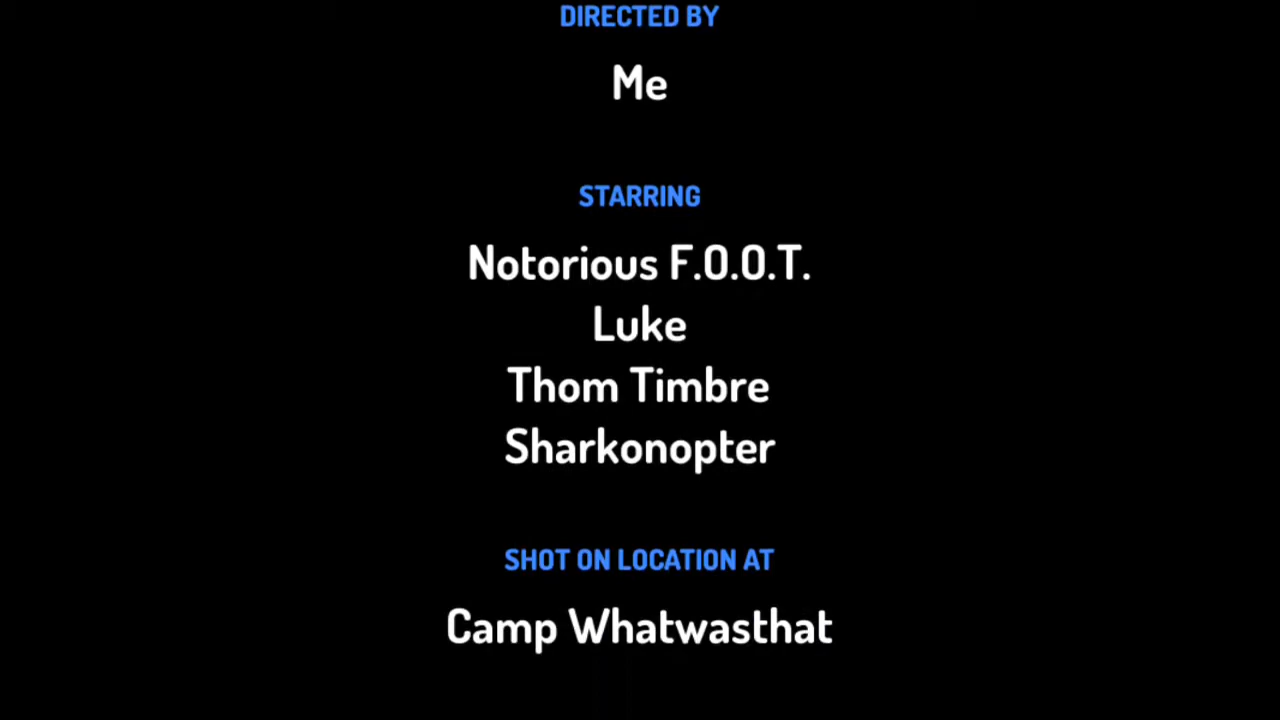 DIRECTED BY
Me
STARRING
Notorious F.O.O.T.
Luke
Thom Timbre
Sharkonopter
SHOT ON LOCATION AT
Camp Whatwasthat